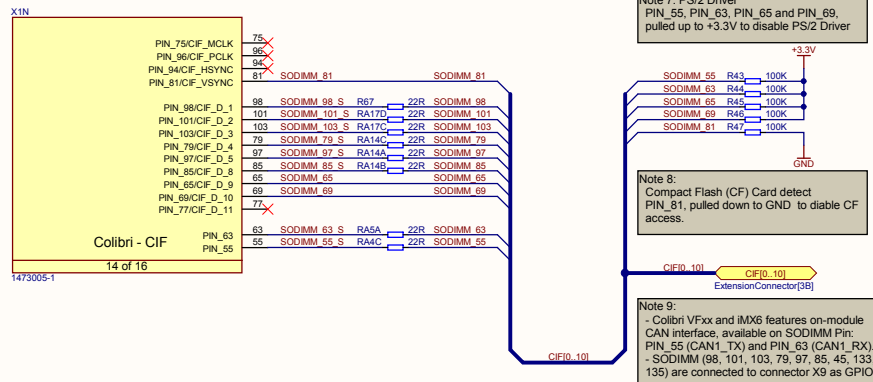 Note 7: PS/2 Driver
PIN_55, PIN_63, PIN_65 and PIN_69,
pulled up to +3.3V to disable PS/2 Driver
X1N
PIN_75/CIF_MCLK 75
PIN_96/CIF_PCLK 96
PIN_94/CIF_HSYNC 94
PIN_81/CIF_VSYNC 81 SODIMM_81 SODIMM_81
PIN_98/CIF_D_1 98 SODIMM_98_S R67 22R SODIMM_98
PIN_101/CIF_D_2 101 SODIMM_101_S RA17D 22R SODIMM_101
PIN_103/CIF_D_3 103 SODIMM_103_S RA17C 22R SODIMM_103
PIN_79/CIF_D_4 79 SODIMM_79_S RA14C 22R SODIMM_79
PIN_97/CIF_D_5 97 SODIMM_97_S RA14A 22R SODIMM_97
PIN_85/CIF_D_8 85 SODIMM_85_S RA14B 22R SODIMM_85
PIN_65/CIF_D_9 65 SODIMM_65 SODIMM_65
PIN_69/CIF_D_10 69 SODIMM_69 SODIMM_69
PIN_77/CIF_D_11 77
PIN_63 63 SODIMM_63_S RA5A 22R SODIMM_63
PIN_55 55 SODIMM_55_S RA4C 22R SODIMM_55
Colibri - CIF
14 of 16
1473005-1
+3.3V
SODIMM_55 R43 100K
SODIMM_63 R44 100K
SODIMM_65 R45 100K
SODIMM_69 R46 100K
SODIMM_81 R47 100K
GND
Note 8:
Compact Flash (CF) Card detect
PIN_81, pulled down to GND to diable CF
access.
CIF[0..10] CIF[0..10]
ExtensionConnector[3B]
CIF[0..10]
Note 9:
- Colibri VFxx and iMX6 features on-module
CAN interface, available on SODIMM Pin:
PIN_55 (CAN1_TX) and PIN_63 (CAN1_RX).
- SODIMM (98, 101, 103, 79, 97, 85, 45, 133
135) are connected to connector X9 as GPIO